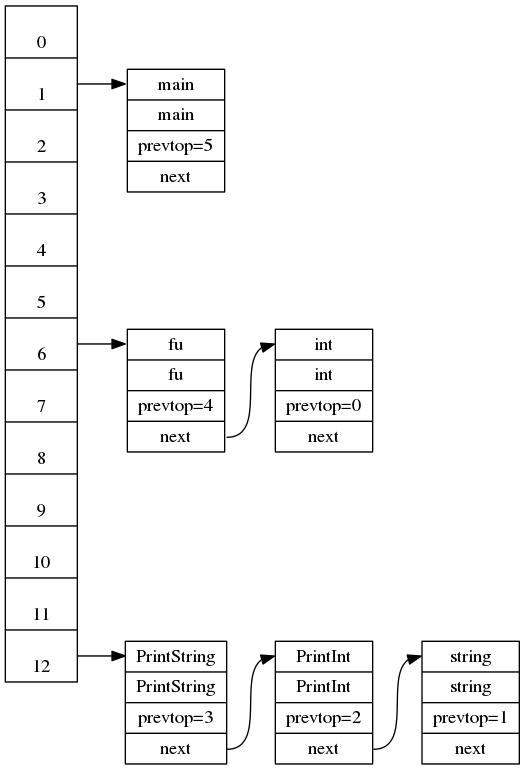 0
1
main
main
prevtop=5
next
2
3
4
5
6
fu
fu
prevtop=4
next
int
int
prevtop=0
next
7
8
9
10
11
12
PrintString
PrintString
prevtop=3
next
PrintInt
PrintInt
prevtop=2
next
string
string
prevtop=1
next